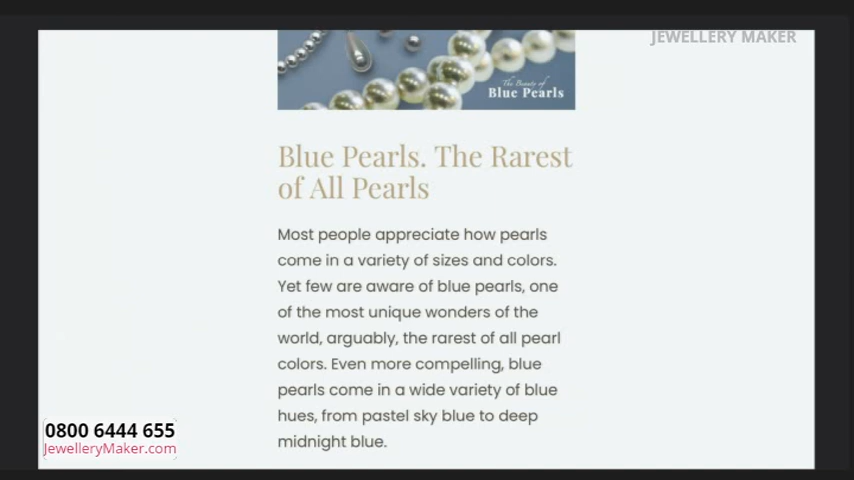 JEWELLERY MAKER
The Beauty of
Blue Pearls
Blue Pearls. The Rarest
of All Pearls
Most people appreciate how pearls
come in a variety of sizes and colors.
Yet few are aware of blue pearls, one
of the most unique wonders of the
world, arguably, the rarest of all pearl
colors. Even more compelling, blue
pearls come in a wide variety of blue
hues, from pastel sky blue to deep
midnight blue.
0800 6444 655
JewelleryMaker.com